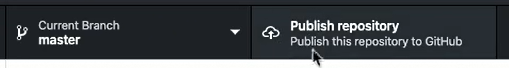 Current Branch
master
Publish repository
Publish this repository to GitHub